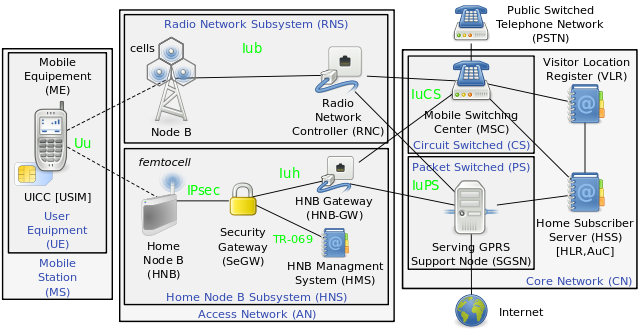 Radio Network Subsystem (RNS)
cells
Iub
Node B
Radio
Network
Controller (RNC)
Public Switched
Telephone Network
(PSTN)
Mobile
Equipement
(ME)
Uu
UICC [USIM]
User
Equipment
(UE)
Mobile
Station
(MS)
IuCS
Mobile Switching
Center (MSC)
Circuit Switched (CS)
Visitor Location
Register (VLR)
femtocell
IPsec
Iuh
HNB Gateway
(HNB-GW)
TR-069
Home
Node B
(HNB)
Security
Gateway
(SeGW)
HNB Managment
System (HMS)
Home Node B Subsystem (HNS)
Access Network (AN)
Packet Switched (PS)
IuPS
Serving GPRS
Support Node (SGSN)
Home Subscriber
Server (HSS)
[HLR,AuC]
Core Network (CN)
Internet